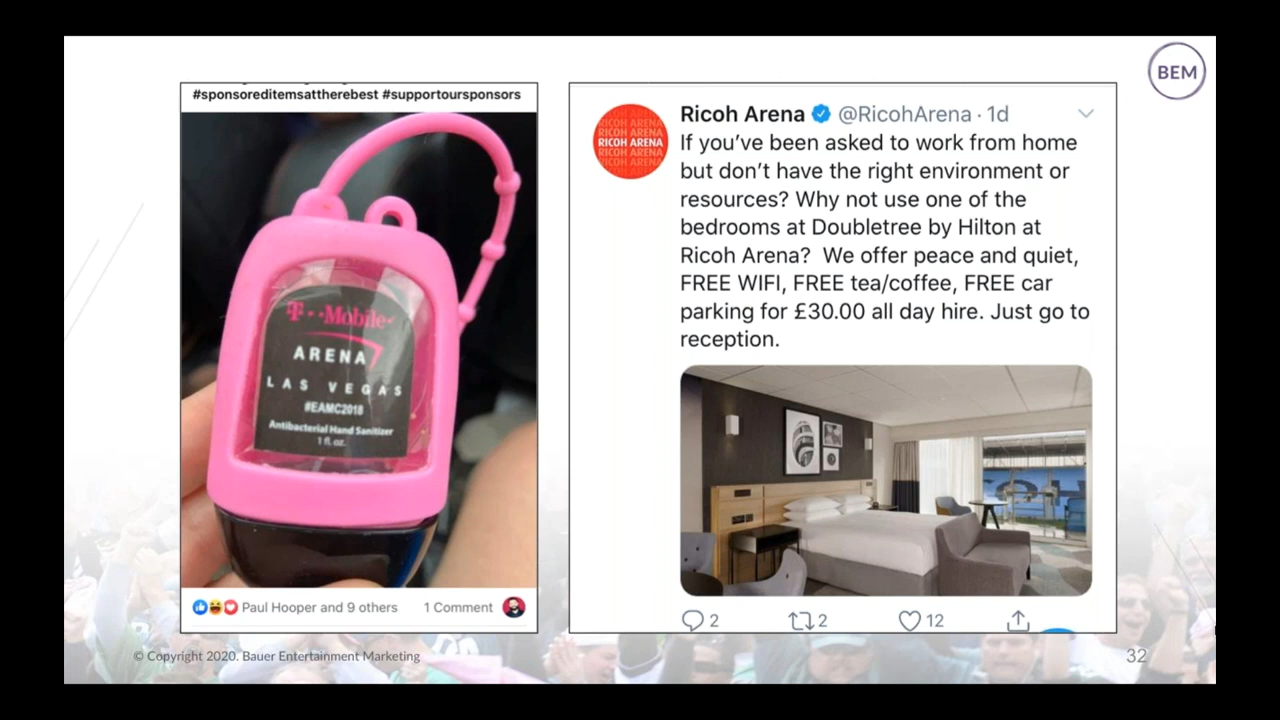 BEM
#sponsoreditemsattherebest #supportoursponsors
T··Mobile·
ARENA
LAS VEGAS
#EAMC2018
Antibacterial Hand Sanitizer
1 fl. oz.
Paul Hooper and 9 others 1 Comment
RICOH ARENA
RICOH ARENA
RICOH ARENA
RICOH ARENA
RICOH ARENA
Ricoh Arena @RicohArena · 1d
If you’ve been asked to work from home
but don’t have the right environment or
resources? Why not use one of the
bedrooms at Doubletree by Hilton at
Ricoh Arena? We offer peace and quiet,
FREE WIFI, FREE tea/coffee, FREE car
parking for £30.00 all day hire. Just go to
reception.
2 2 12
© Copyright 2020. Bauer Entertainment Marketing
32